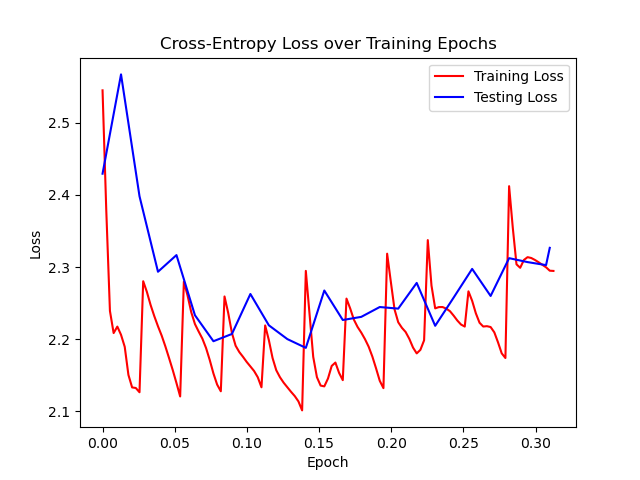 Cross-Entropy Loss over Training Epochs
Training Loss
Testing Loss
Loss
2.5
2.4
2.3
2.2
2.1
0.00 0.05 0.10 0.15 0.20 0.25 0.30
Epoch